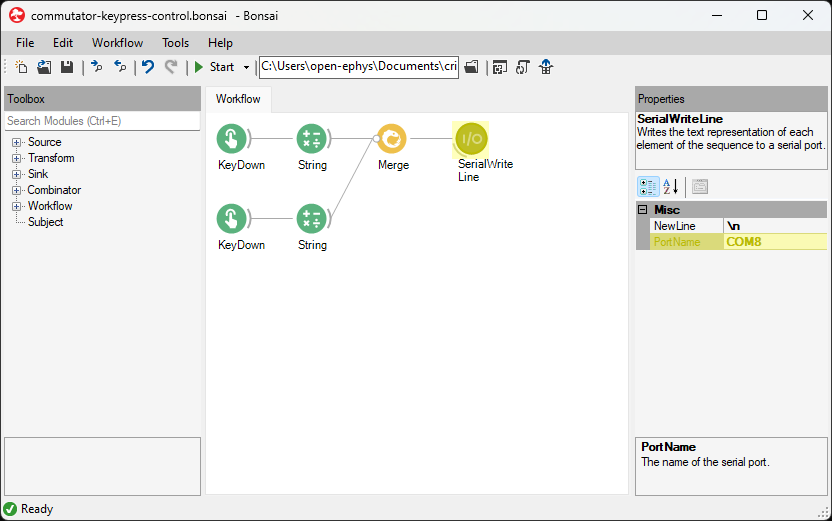 commutator-keypress-control.bonsai - Bonsai
File Edit Workflow Tools Help
Start C:\Users\open-ephys\Documents\cri
Toolbox
Search Modules (Ctrl+E)
Source
Transform
Sink
Combinator
Workflow
Subject
Workflow
KeyDown String Merge SerialWrite
Line
KeyDown String
I/O
Properties
SerialWriteLine
Writes the text representation of each
element of the sequence to a serial port.
Misc
NewLine \n
PortName COM8
PortName
The name of the serial port.
Ready